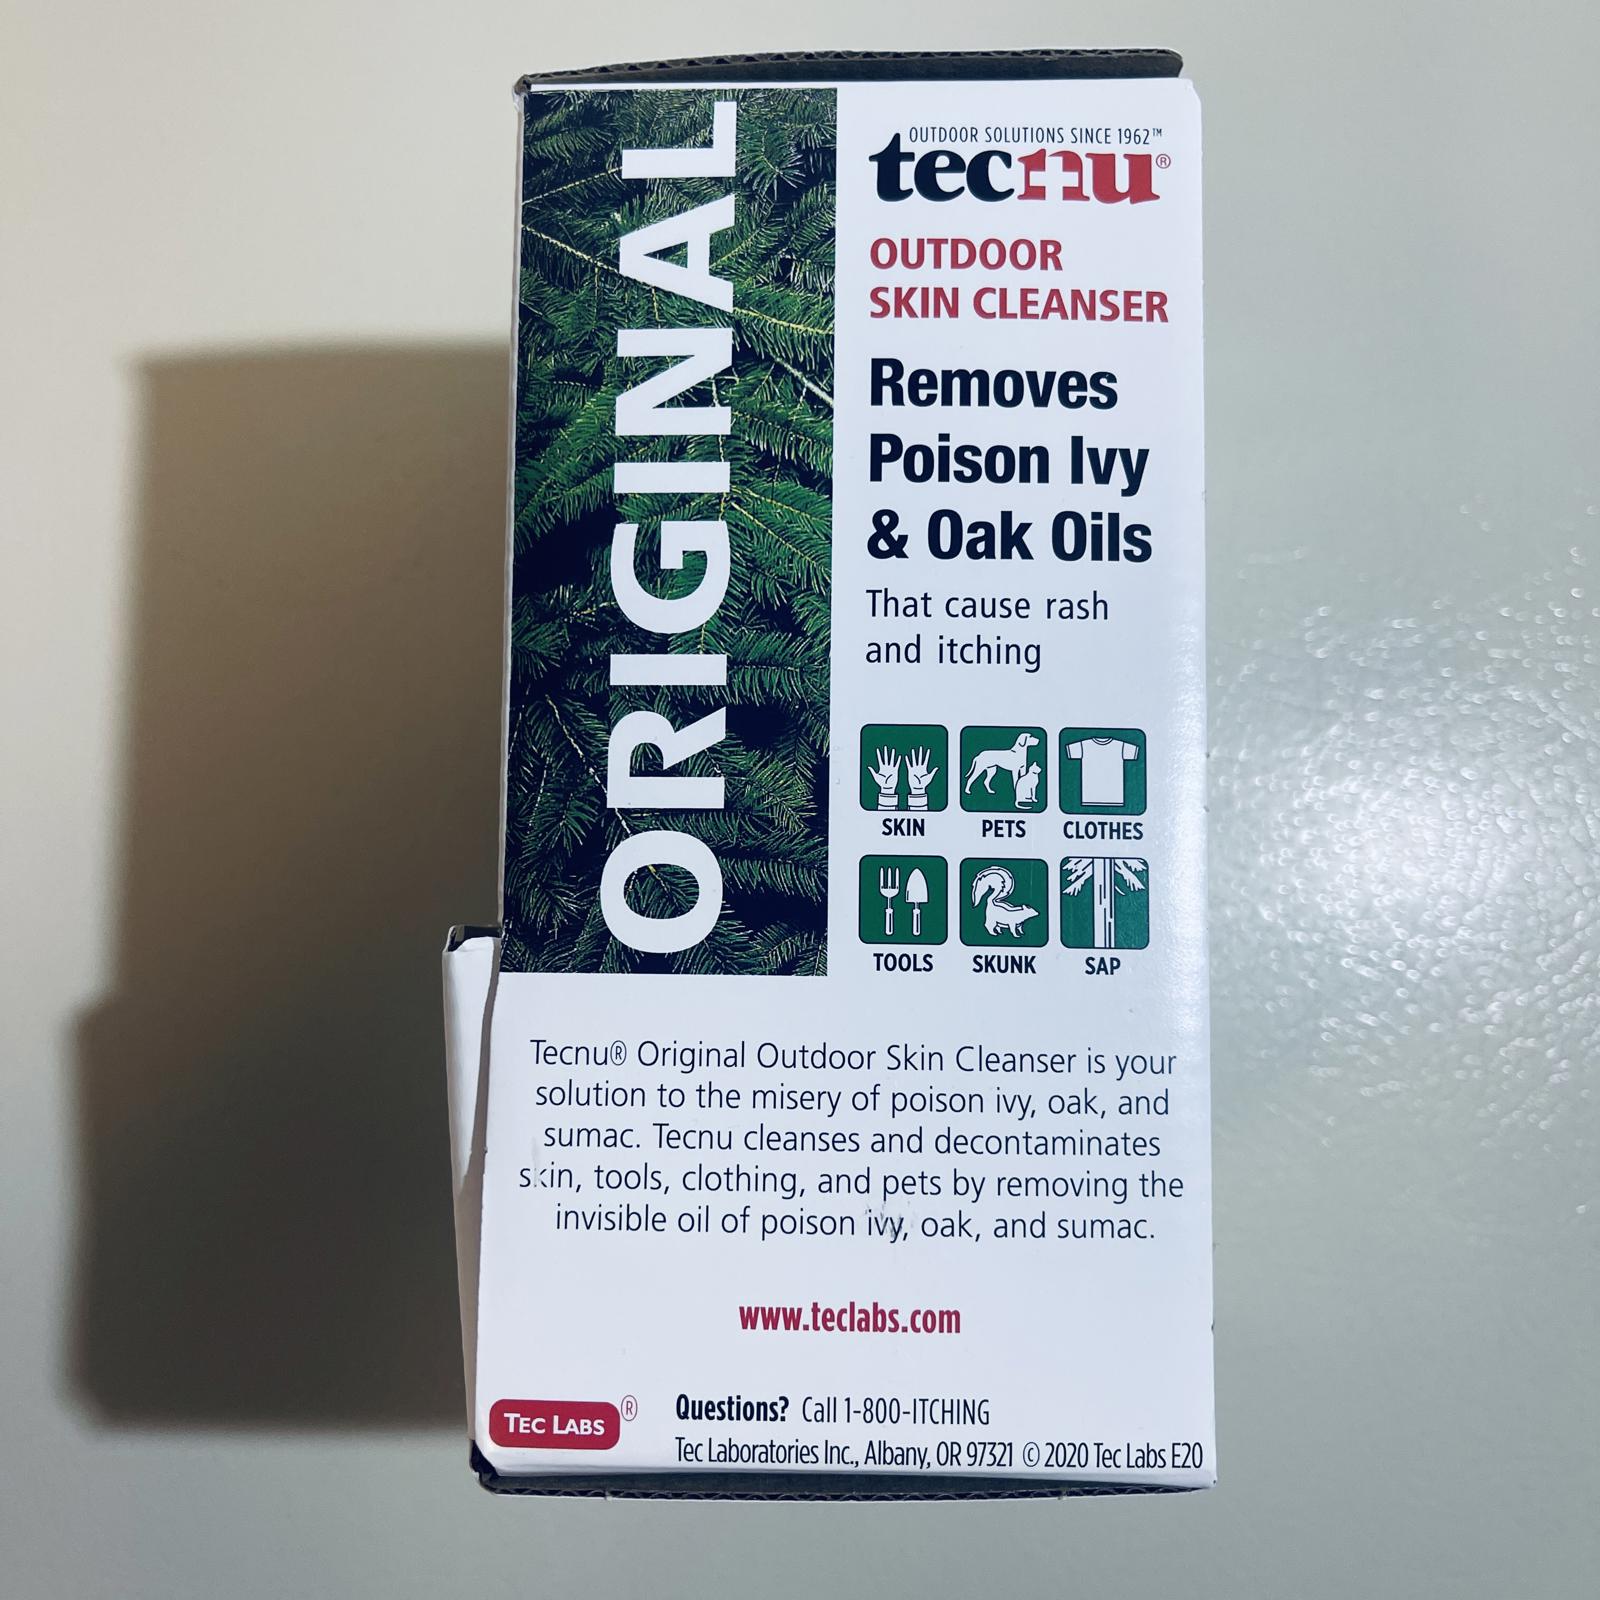 ORIGINAL
OUTDOOR SOLUTIONS SINCE 1962™
tecnu®
OUTDOOR
SKIN CLEANSER
Removes
Poison Ivy
& Oak Oils
That cause rash
and itching
SKIN PETS CLOTHES
TOOLS SKUNK SAP
Tecnu® Original Outdoor Skin Cleanser is your
solution to the misery of poison ivy, oak, and
sumac. Tecnu cleanses and decontaminates
skin, tools, clothing, and pets by removing the
invisible oil of poison ivy, oak, and sumac.
www.teclabs.com
TEC LABS®
Questions? Call 1-800-ITCHING
Tec Laboratories Inc., Albany, OR 97321 © 2020 Tec Labs E20